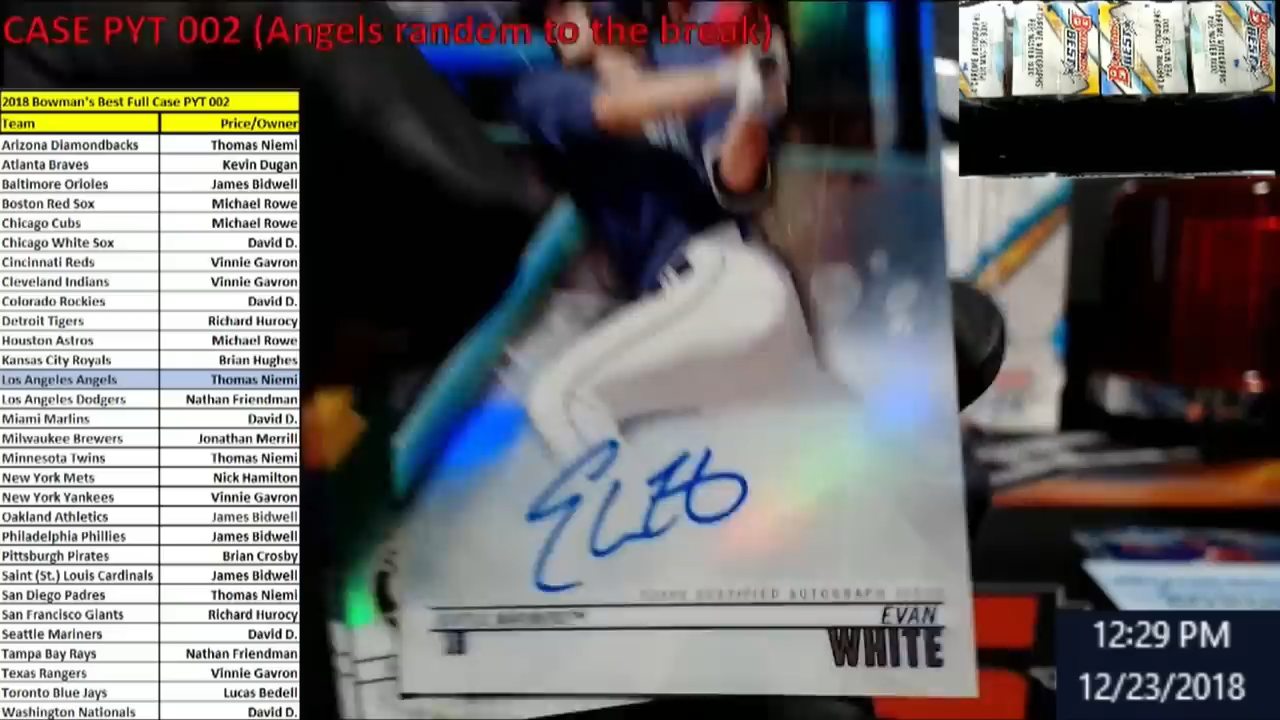 CASE PYT 002 (Angels random to the break)
2018 Bowman's Best Full Case PYT 002
Team Price/Owner
Arizona Diamondbacks Thomas Niemi
Atlanta Braves Kevin Dugan
Baltimore Orioles James Bidwell
Boston Red Sox Michael Rowe
Chicago Cubs Michael Rowe
Chicago White Sox David D.
Cincinnati Reds Vinnie Gavron
Cleveland Indians Vinnie Gavron
Colorado Rockies David D.
Detroit Tigers Richard Hurocy
Houston Astros Michael Rowe
Kansas City Royals Brian Hughes
Los Angeles Angels Thomas Niemi
Los Angeles Dodgers Nathan Friendman
Miami Marlins David D.
Milwaukee Brewers Jonathan Merrill
Minnesota Twins Thomas Niemi
New York Mets Nick Hamilton
New York Yankees Vinnie Gavron
Oakland Athletics James Bidwell
Philadelphia Phillies James Bidwell
Pittsburgh Pirates Brian Crosby
Saint (St.) Louis Cardinals James Bidwell
San Diego Padres Thomas Niemi
San Francisco Giants Richard Hurocy
Seattle Mariners David D.
Tampa Bay Rays Nathan Friendman
Texas Rangers Vinnie Gavron
Toronto Blue Jays Lucas Bedell
Washington Nationals David D.
CERTIFIED AUTOGRAPH
EVAN
WHITE
BEST
12:29 PM
12/23/2018